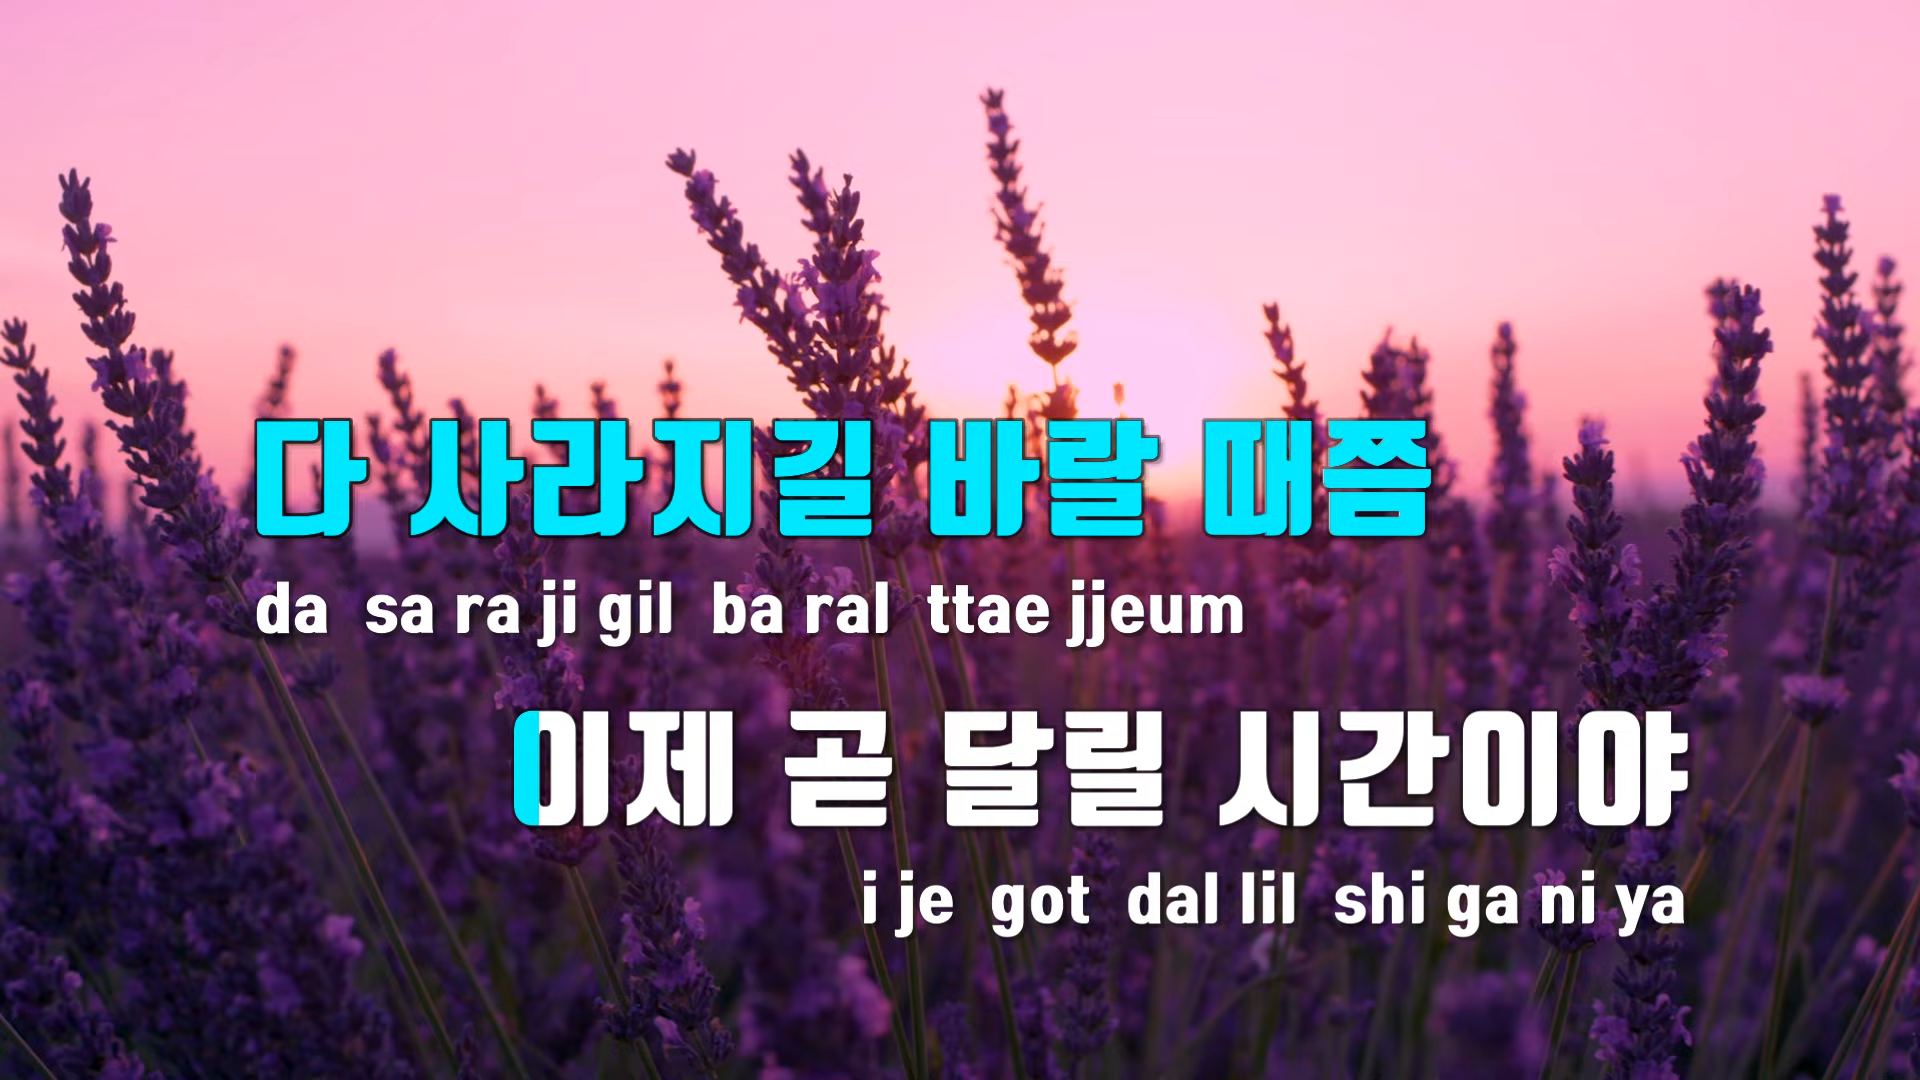 다 사라지길 바랄 때쯤
da sa ra ji gil ba ral ttae jjeum
이제 곧 달릴 시간이야
i je got dal lil shi ga ni ya